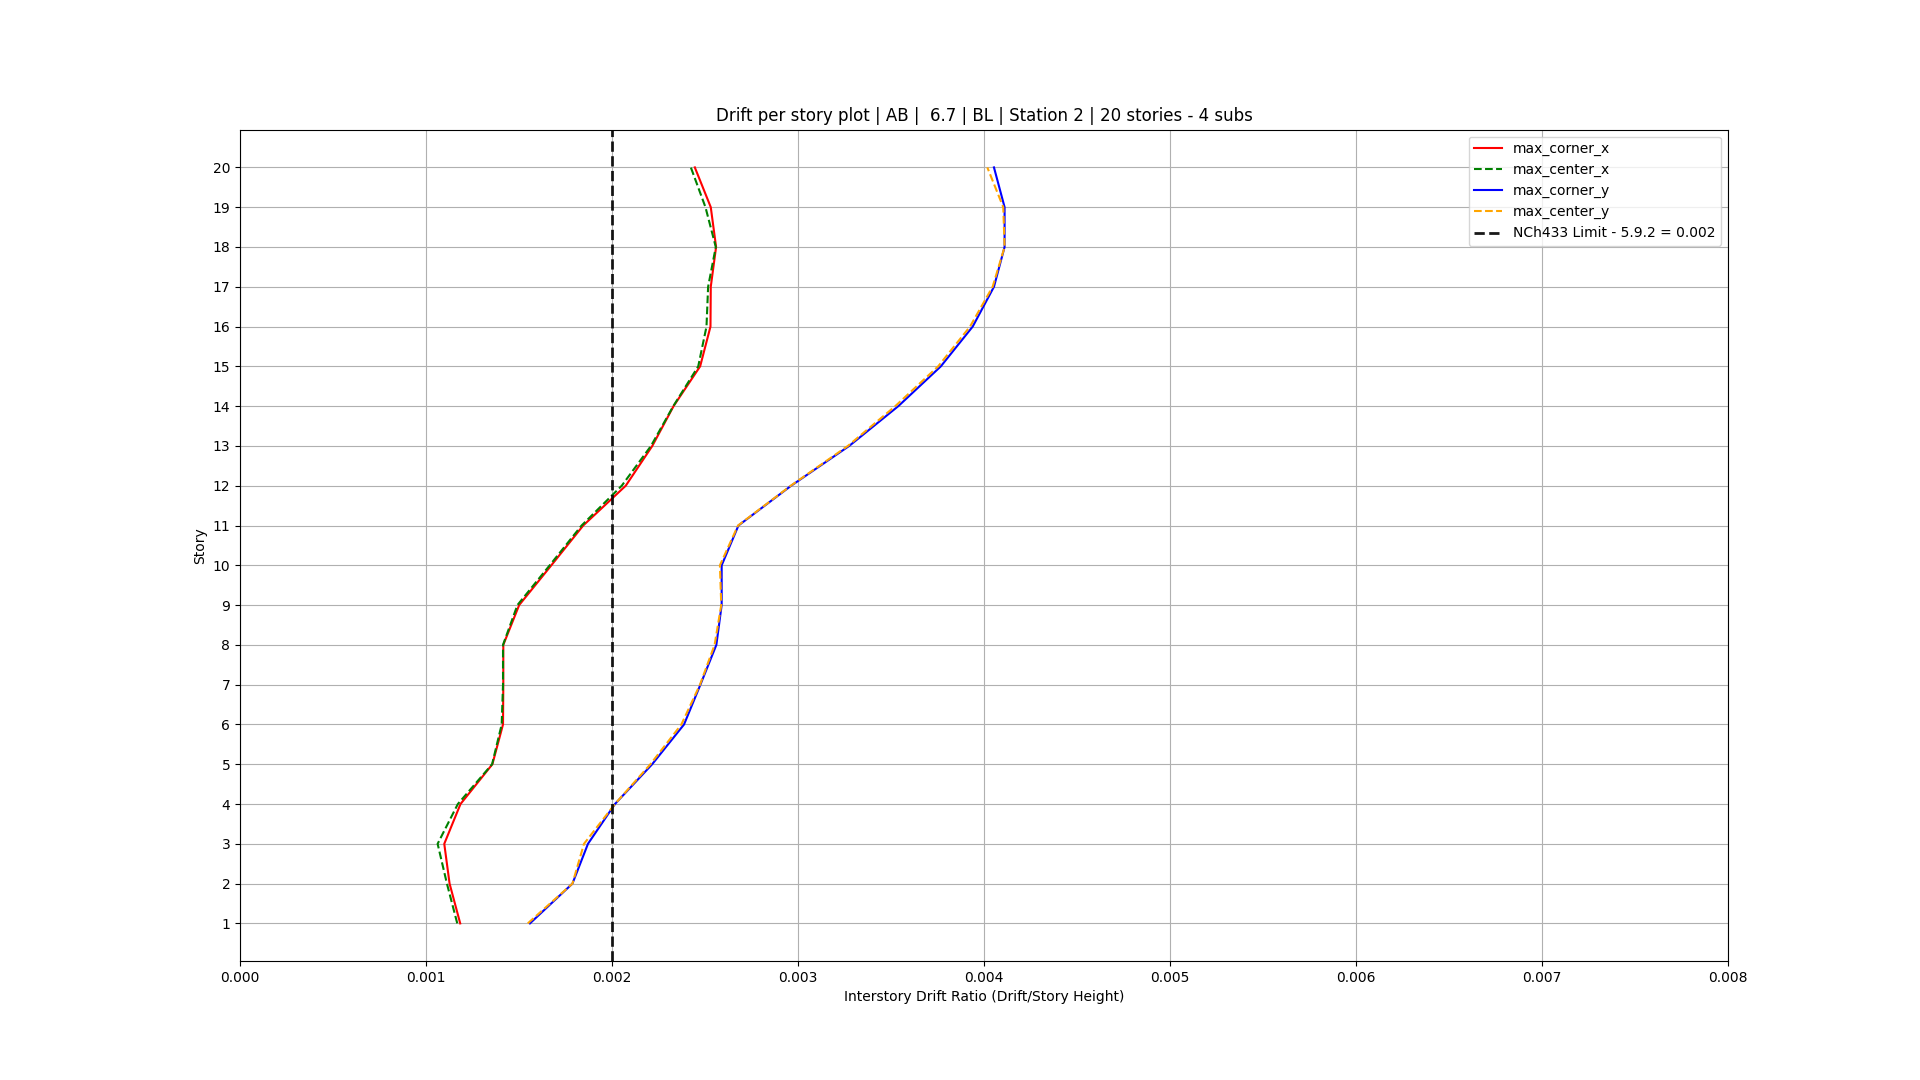 Drift per story plot | AB |  6.7 | BL | Station 2 | 20 stories - 4 subs
max_corner_x
max_center_x
max_corner_y
max_center_y
NCh433 Limit - 5.9.2 = 0.002
Story
20
19
18
17
16
15
14
13
12
11
10
9
8
7
6
5
4
3
2
1
0.000 0.001 0.002 0.003 0.004 0.005 0.006 0.007 0.008
Interstory Drift Ratio (Drift/Story Height)